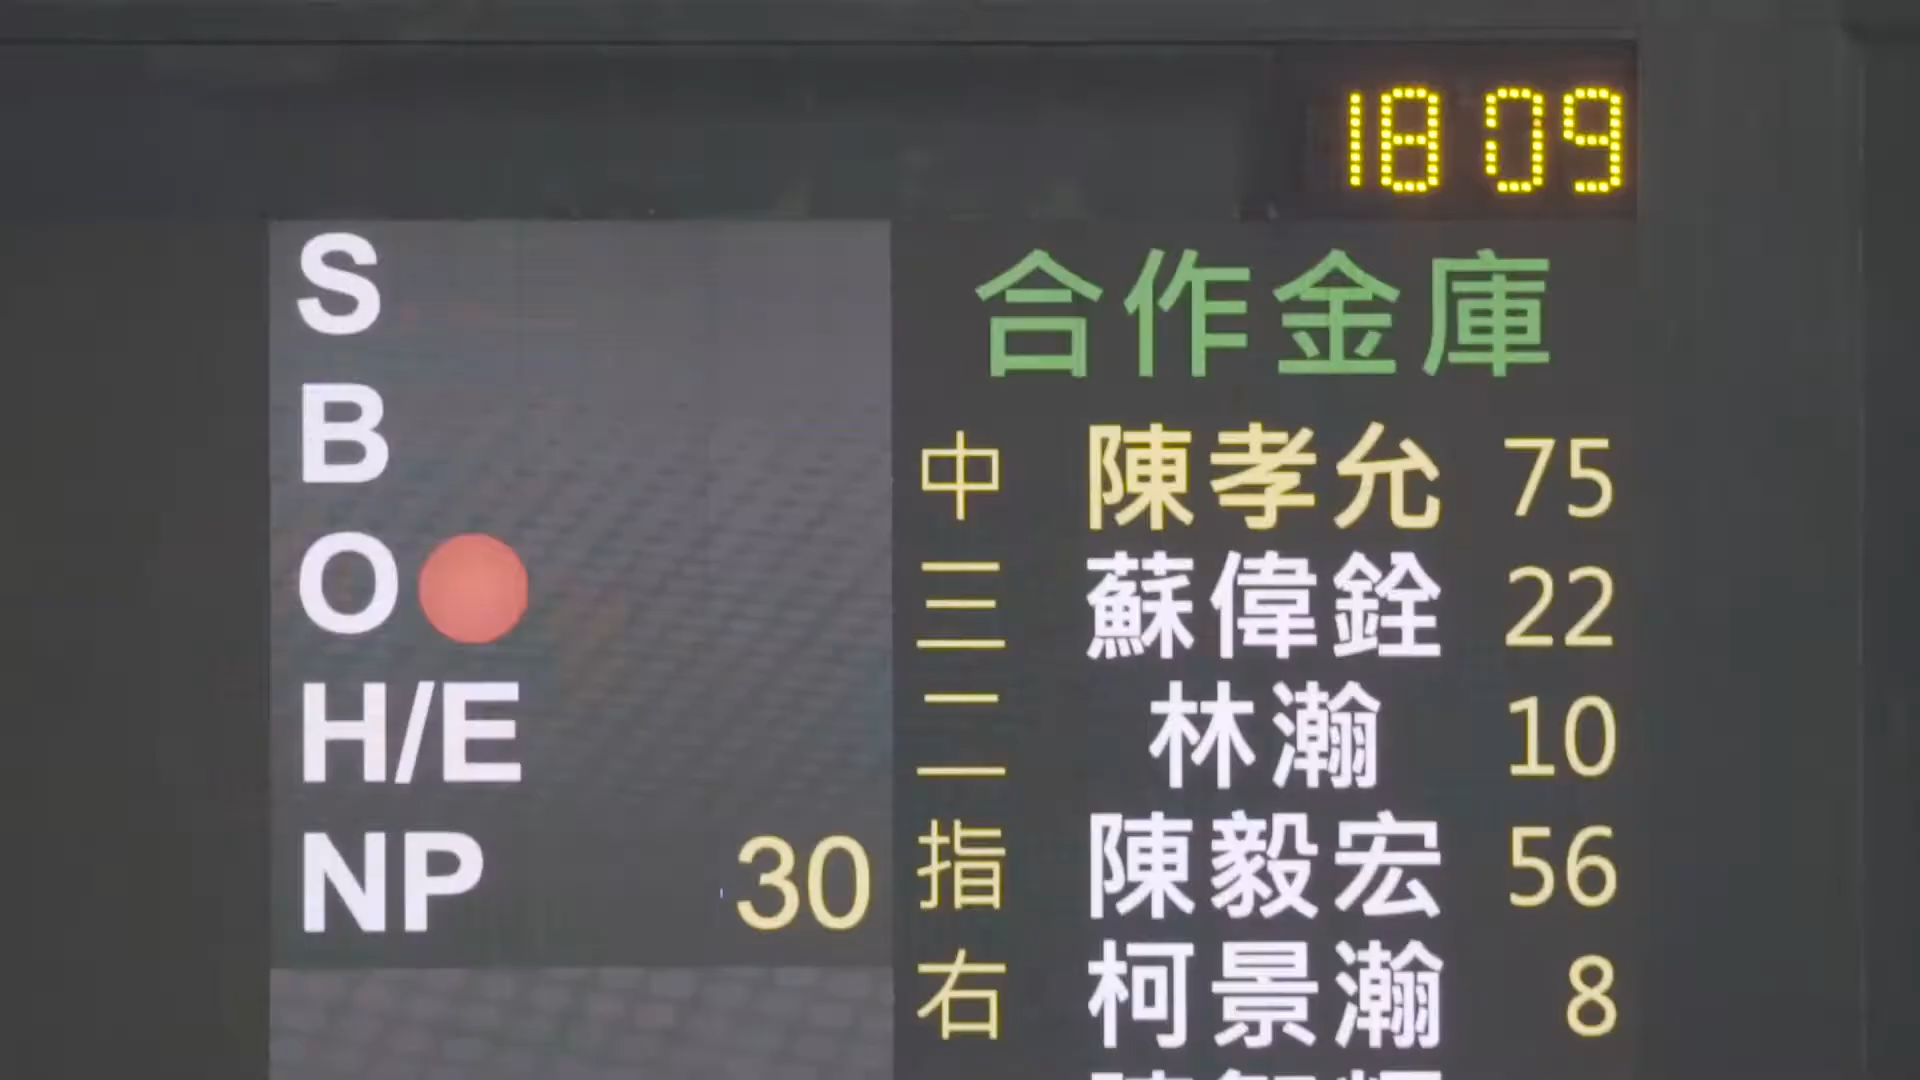 18 09
S
B
O
H/E
NP 30
合作金庫
中 陳孝允 75
三 蘇偉銓 22
二 林瀚 10
指 陳毅宏 56
右 柯景瀚 8